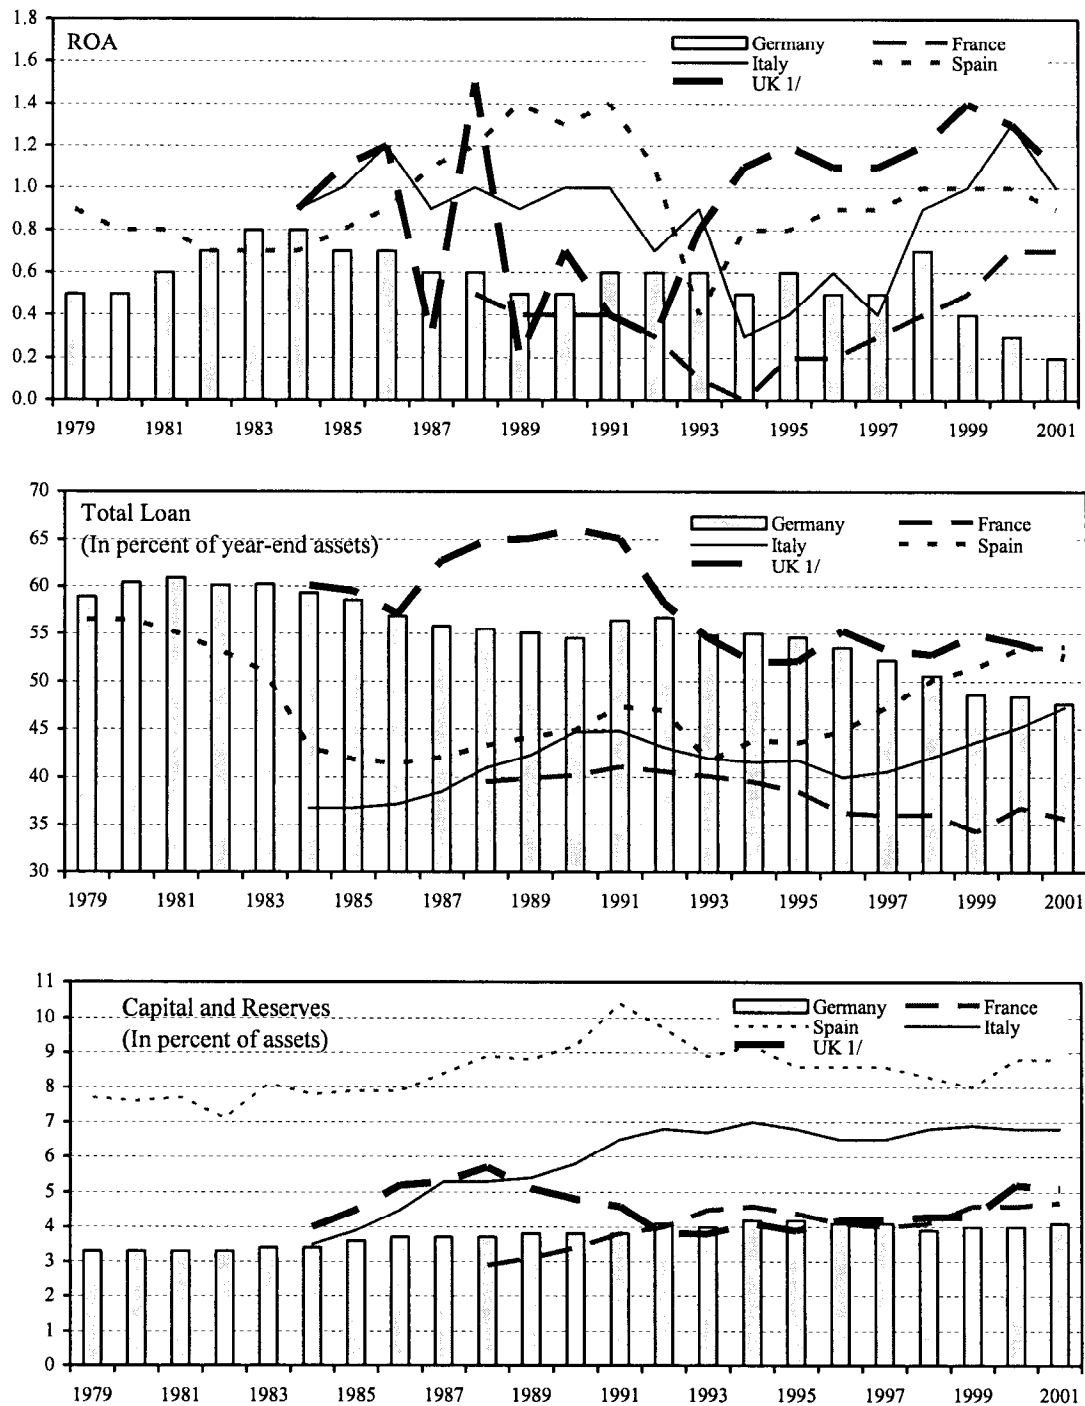 1.8
ROA
Germany
France
1.6
Italy
Spain
UK 1/
1.4
1.2
1.0
0.8
0.6
0.4
0.2
0.0
1979 1981 1983 1985 1987 1989 1991 1993 1995 1997 1999 2001
70
Total Loan
Germany
France
65
(In percent of year-end assets)
Italy
Spain
UK 1/
60
55
50
45
40
35
30
1979 1981 1983 1985 1987 1989 1991 1993 1995 1997 1999 2001
11
Capital and Reserves
Germany
France
10
Spain
Italy
(In percent of assets)
UK 1/
9
8
7
6
5
4
3
2
1
0
1979 1981 1983 1985 1987 1989 1991 1993 1995 1997 1999 2001